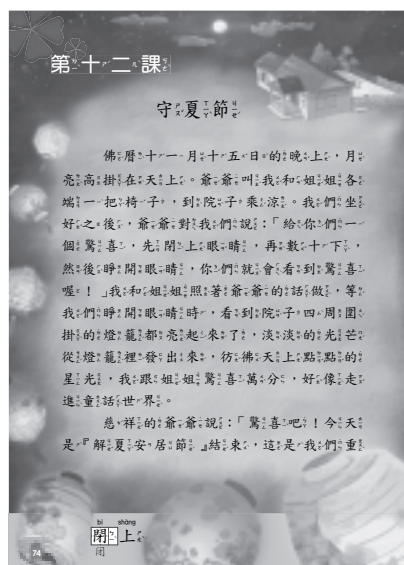 第十二課
守夏節
佛曆十一月十五日的晚上，月
亮高掛在天上。爺爺叫我和姐姐各
端一把椅子，到院子乘涼。我們坐
好之後，爺爺對我們說：「給你們一
個驚喜，先閉上眼睛，再數十下，
然後睜開眼睛，你們就會看到驚喜
喔！」我和姐姐照著爺爺的話做，等
我們睜開眼睛時，看到院子四周圍
掛的燈籠都亮起來了，淡淡的光芒
從燈籠裡發出來，彷彿天上點點的
星光，我跟姐姐驚喜萬分，好像走
進童話世界。
慈祥的爺爺說：「驚喜吧！今天
是『解夏安居節』結束，這是我們重
bì shàng
閉上
闭
74